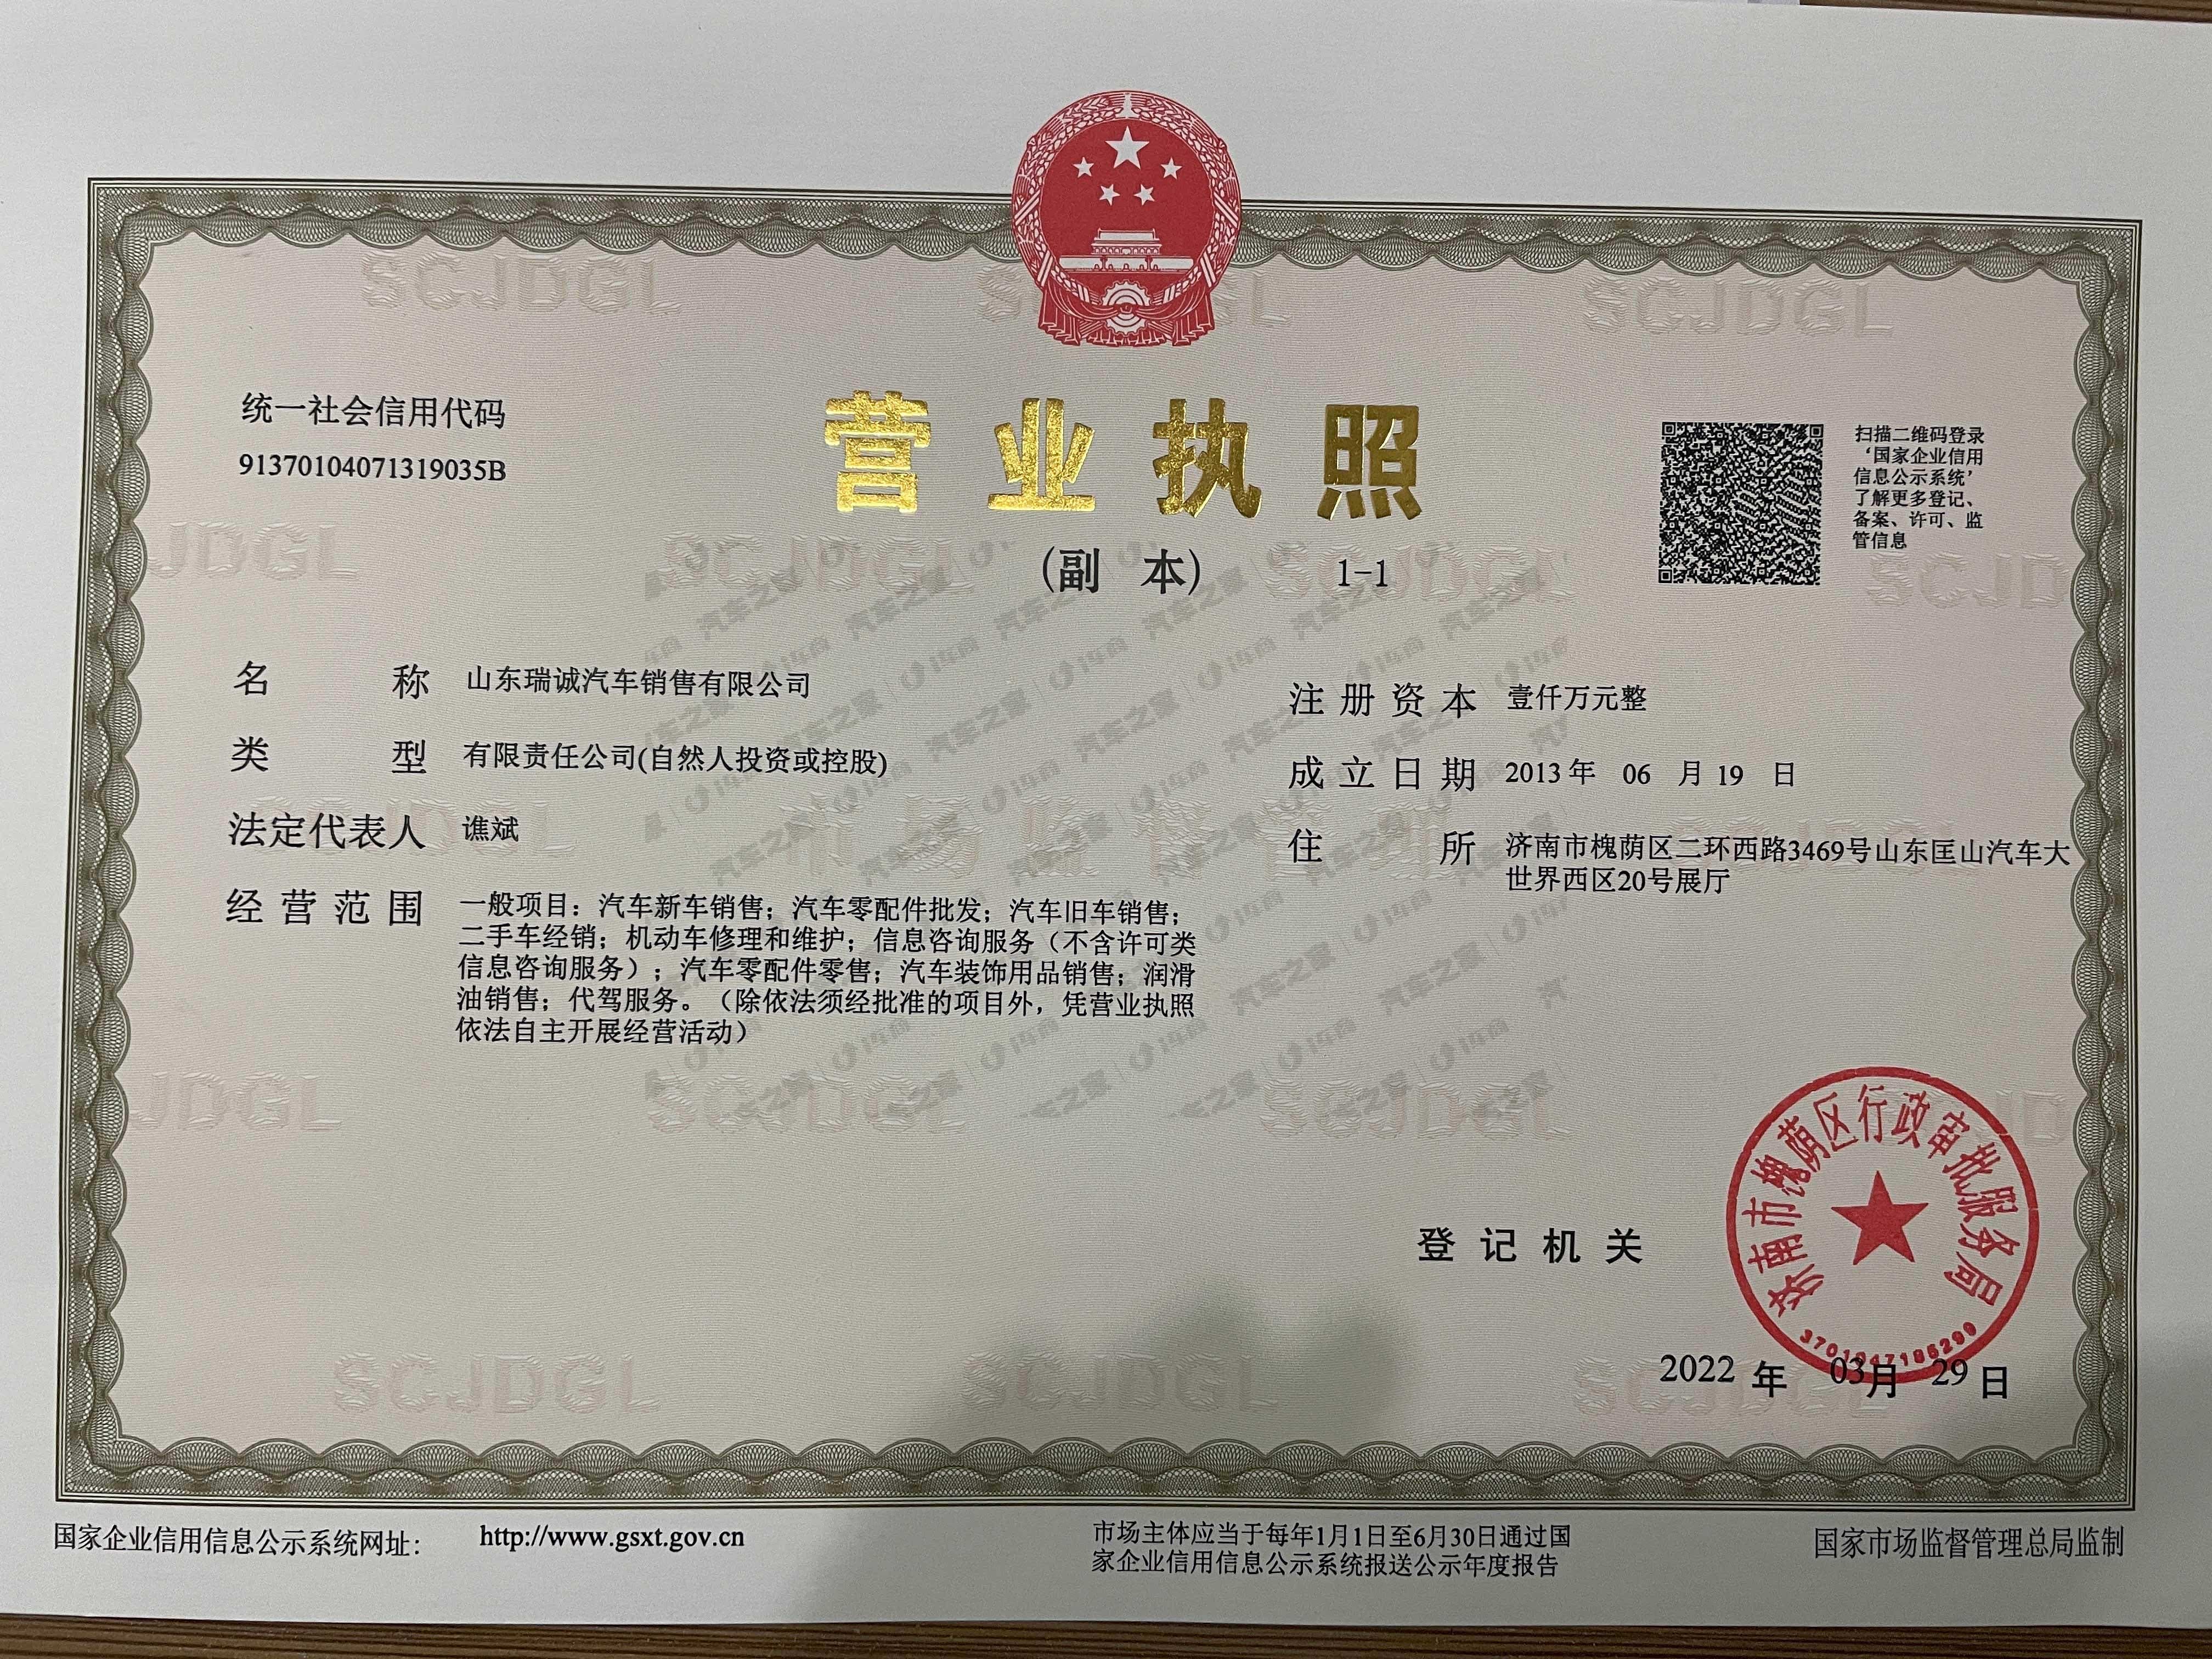 统一社会信用代码
91370104071319035B
营业执照
(副 本) 1-1
扫描二维码登录
‘国家企业信用
信息公示系统’
了解更多登记、
备案、许可、监
管信息
名 称 山东瑞诚汽车销售有限公司
类 型 有限责任公司(自然人投资或控股)
法定代表人 谯斌
经营范围 一般项目：汽车新车销售；汽车零配件批发；汽车旧车销售；
二手车经销；机动车修理和维护；信息咨询服务（不含许可类
信息咨询服务）；汽车零配件零售；汽车装饰用品销售；润滑
油销售；代驾服务。（除依法须经批准的项目外，凭营业执照
依法自主开展经营活动）
注册资本 壹仟万元整
成立日期 2013年 06 月 19 日
住 所 济南市槐荫区二环西路3469号山东匡山汽车大
世界西区20号展厅
登记机关
济南市槐荫区行政审批服务局
2022 年 03月 29日
国家企业信用信息公示系统网址： http://www.gsxt.gov.cn
市场主体应当于每年1月1日至6月30日通过国
家企业信用信息公示系统报送公示年度报告
国家市场监督管理总局监制
SCJDGL
汽车之家